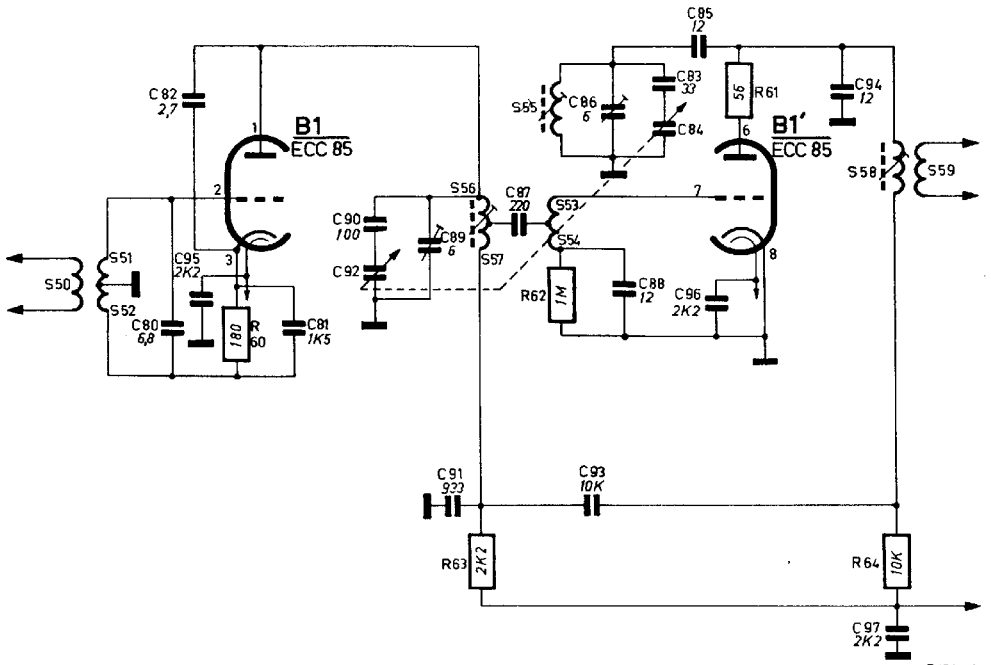 C85
12
C82
2,7
1
B1
ECC 85
2
3
S55
C86
6
C83
33
C84
56
R61
6
B1'
ECC 85
C94
12
S58
S59
7
8
S50
S51
S52
C95
2K2
C80
6,8
180
R
60
C81
1K5
C90
100
C92
C89
6
S56
S57
C87
220
S53
S54
R62
1M
C88
12
C96
2K2
C91
933
C93
10K
R63
2K2
R64
10K
C97
2K2